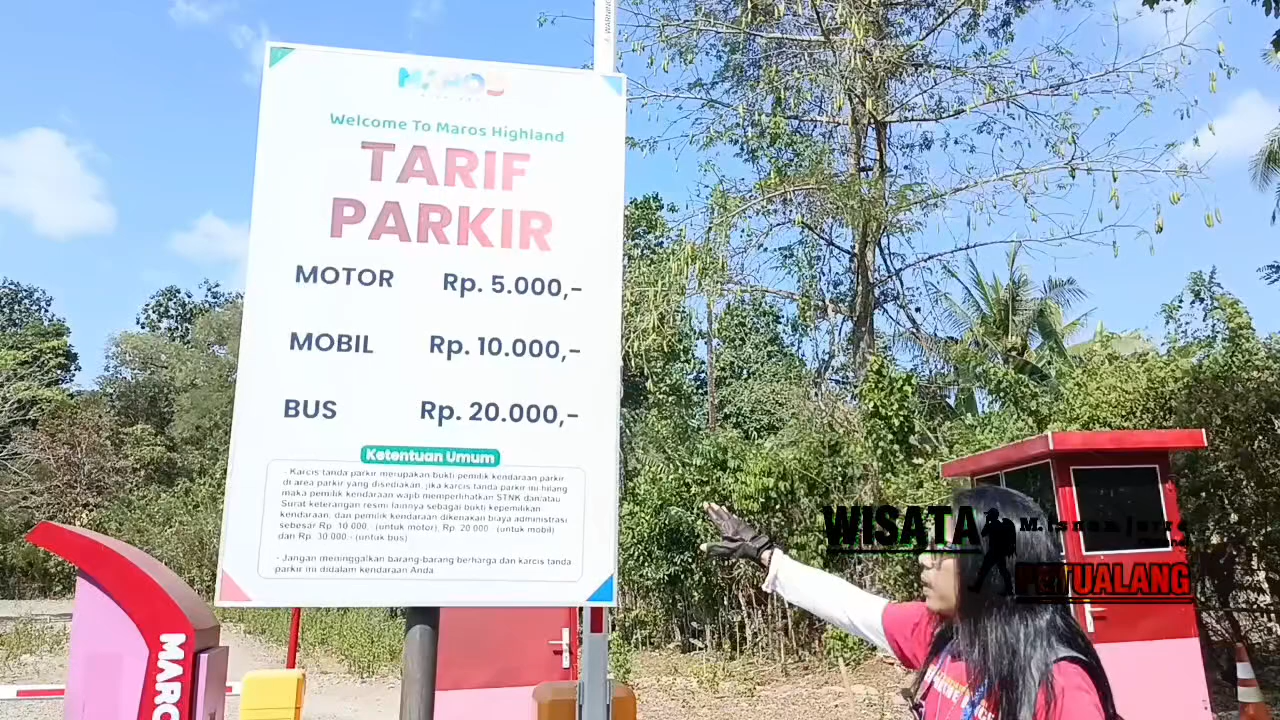 WARNING
MAROS
Welcome To Maros Highland
TARIF
PARKIR
MOTOR Rp. 5.000,-
MOBIL Rp. 10.000,-
BUS Rp. 20.000,-
Ketentuan Umum
- Karcis tanda parkir merupakan bukti pemilik kendaraan parkir
di area parkir yang disediakan, jika karcis tanda parkir ini hilang
maka pemilik kendaraan wajib memperlihatkan STNK dan/atau
Surat keterangan resmi lainnya sebagai bukti kepemilikan
kendaraan, dan pemilik kendaraan dikenakan biaya administrasi
sebesar Rp. 10.000.- (untuk motor), Rp. 20.000.- (untuk mobil)
dan Rp. 30.000.- (untuk bus)
- Jangan meninggalkan barang-barang berharga dan karcis tanda
parkir ini didalam kendaraan Anda
WISATA
PETUALANG
MARO